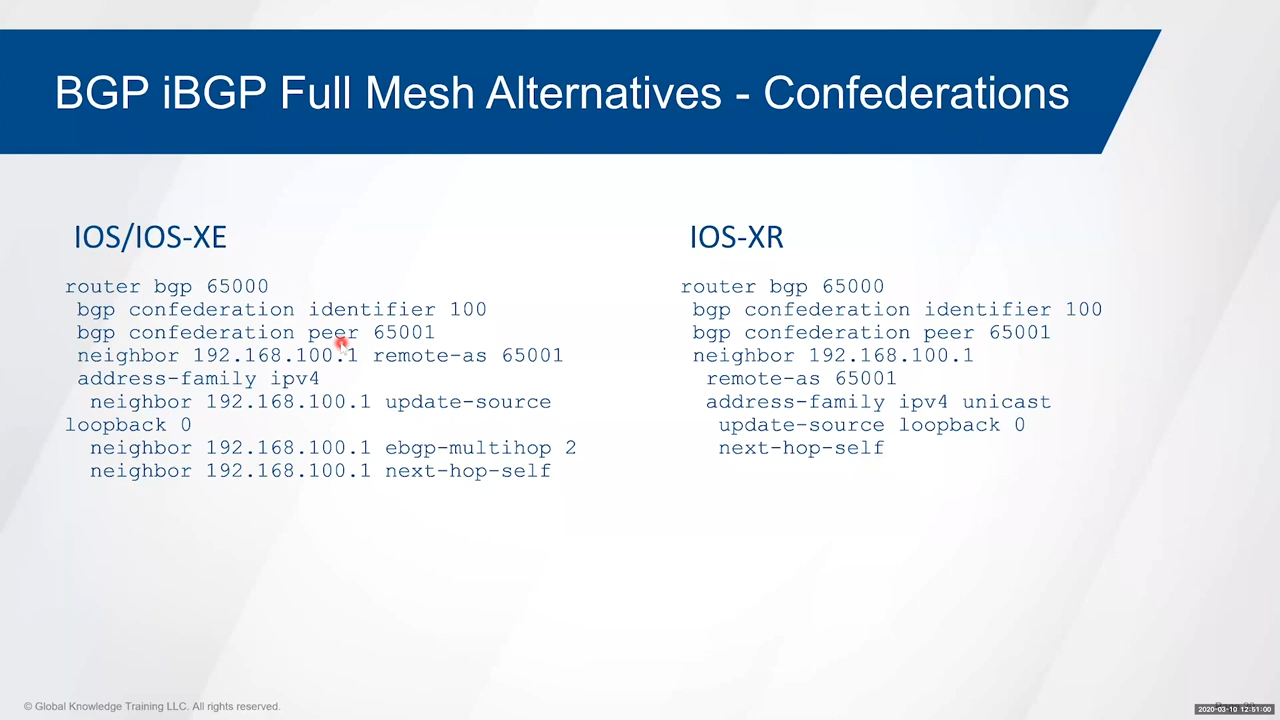 BGP iBGP Full Mesh Alternatives - Confederations
IOS/IOS-XE
router bgp 65000
bgp confederation identifier 100
bgp confederation peer 65001
neighbor 192.168.100.1 remote-as 65001
address-family ipv4
neighbor 192.168.100.1 update-source
loopback 0
neighbor 192.168.100.1 ebgp-multihop 2
neighbor 192.168.100.1 next-hop-self
IOS-XR
router bgp 65000
bgp confederation identifier 100
bgp confederation peer 65001
neighbor 192.168.100.1
remote-as 65001
address-family ipv4 unicast
update-source loopback 0
next-hop-self
© Global Knowledge Training LLC. All rights reserved.
2020-03-10 12:51:00